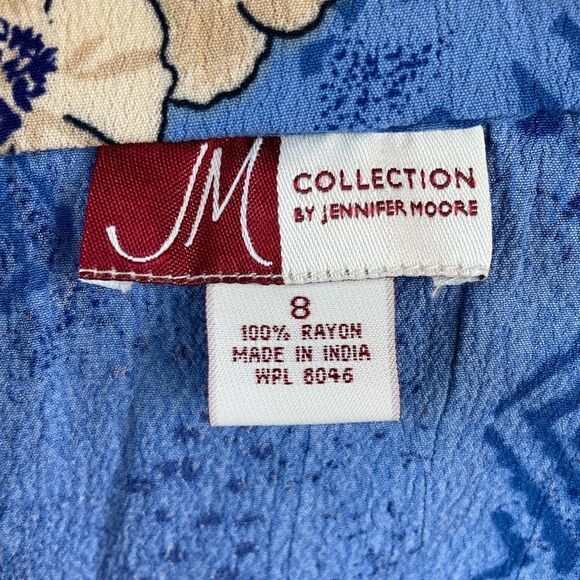 JM
COLLECTION
BY JENNIFER MOORE
8
100% RAYON
MADE IN INDIA
WPL 8046